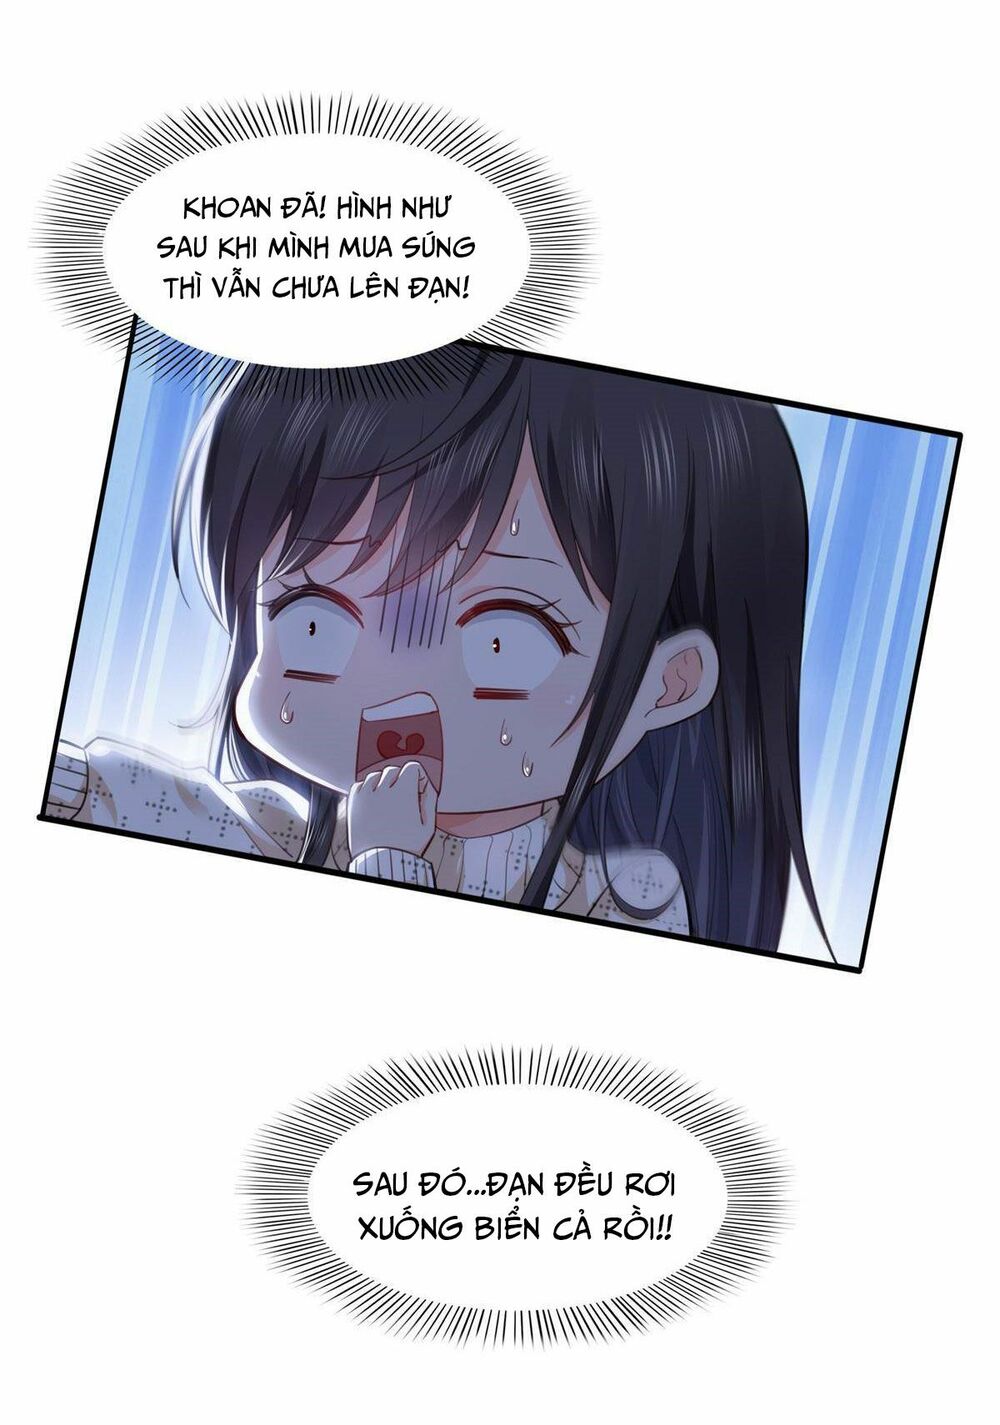 KHOAN ĐÃ! HÌNH NHƯ
SAU KHI MÌNH MUA SÚNG
THÌ VẪN CHƯA LÊN ĐẠN!
SAU ĐÓ...ĐẠN ĐỀU RƠI
XUỐNG BIỂN CẢ RỒI!!